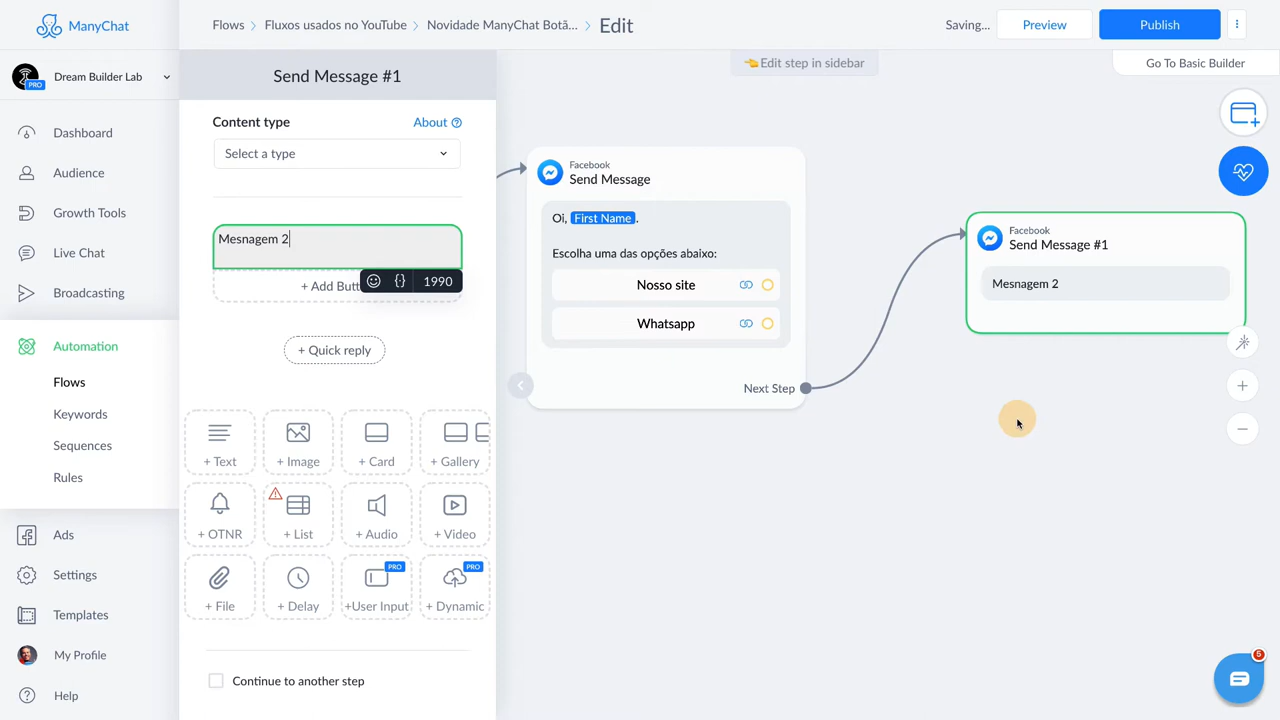 ManyChat
Flows
Fluxos usados no YouTube
Novidade ManyChat Botã...
Edit
Saving...
Preview
Publish
Dream Builder Lab
PRO
Send Message #1
Edit step in sidebar
Go To Basic Builder
Dashboard
Audience
Growth Tools
Live Chat
Broadcasting
Automation
Flows
Keywords
Sequences
Rules
Ads
Settings
Templates
My Profile
Help
Content type
About
Select a type
Mesnagem 2
+ Add Butt
1990
+ Quick reply
+ Text
+ Image
+ Card
+ Gallery
+ OTNR
+ List
+ Audio
+ Video
+ File
+ Delay
PRO
+User Input
PRO
+ Dynamic
Continue to another step
Facebook
Send Message
Oi, First Name.
Escolha uma das opções abaixo:
Nosso site
Whatsapp
Next Step
Facebook
Send Message #1
Mesnagem 2
5